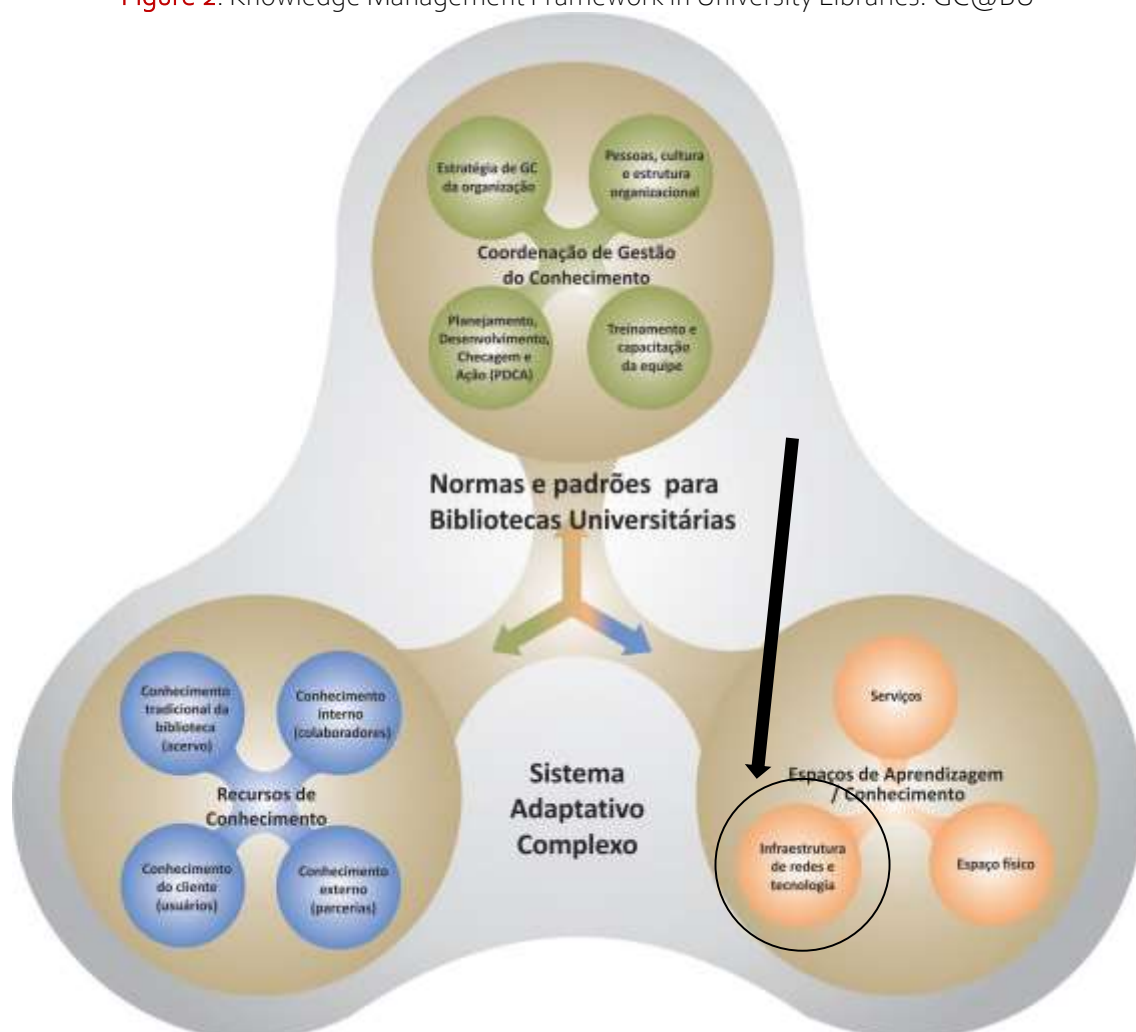 Figure 2. Knowledge Management Framework in University Libraries: GC@BU
Estratégia de GC
da organização
Pessoas, cultura
e estrutura
organizacional
Coordenação de Gestão
do Conhecimento
Planejamento,
Desenvolvimento,
Checagem e
Ação (PDCA)
Treinamento e
capacitação
da equipe
Normas e padrões para
Bibliotecas Universitárias
Conhecimento
tradicional da
biblioteca
(acervo)
Conhecimento
interno
(colaboradores)
Recursos de
Conhecimento
Conhecimento
do cliente
(usuários)
Conhecimento
externo
(parcerias)
Sistema
Adaptativo
Complexo
Serviços
Espaços de Aprendizagem
/ Conhecimento
Infraestrutura
de redes e
tecnologia
Espaço físico